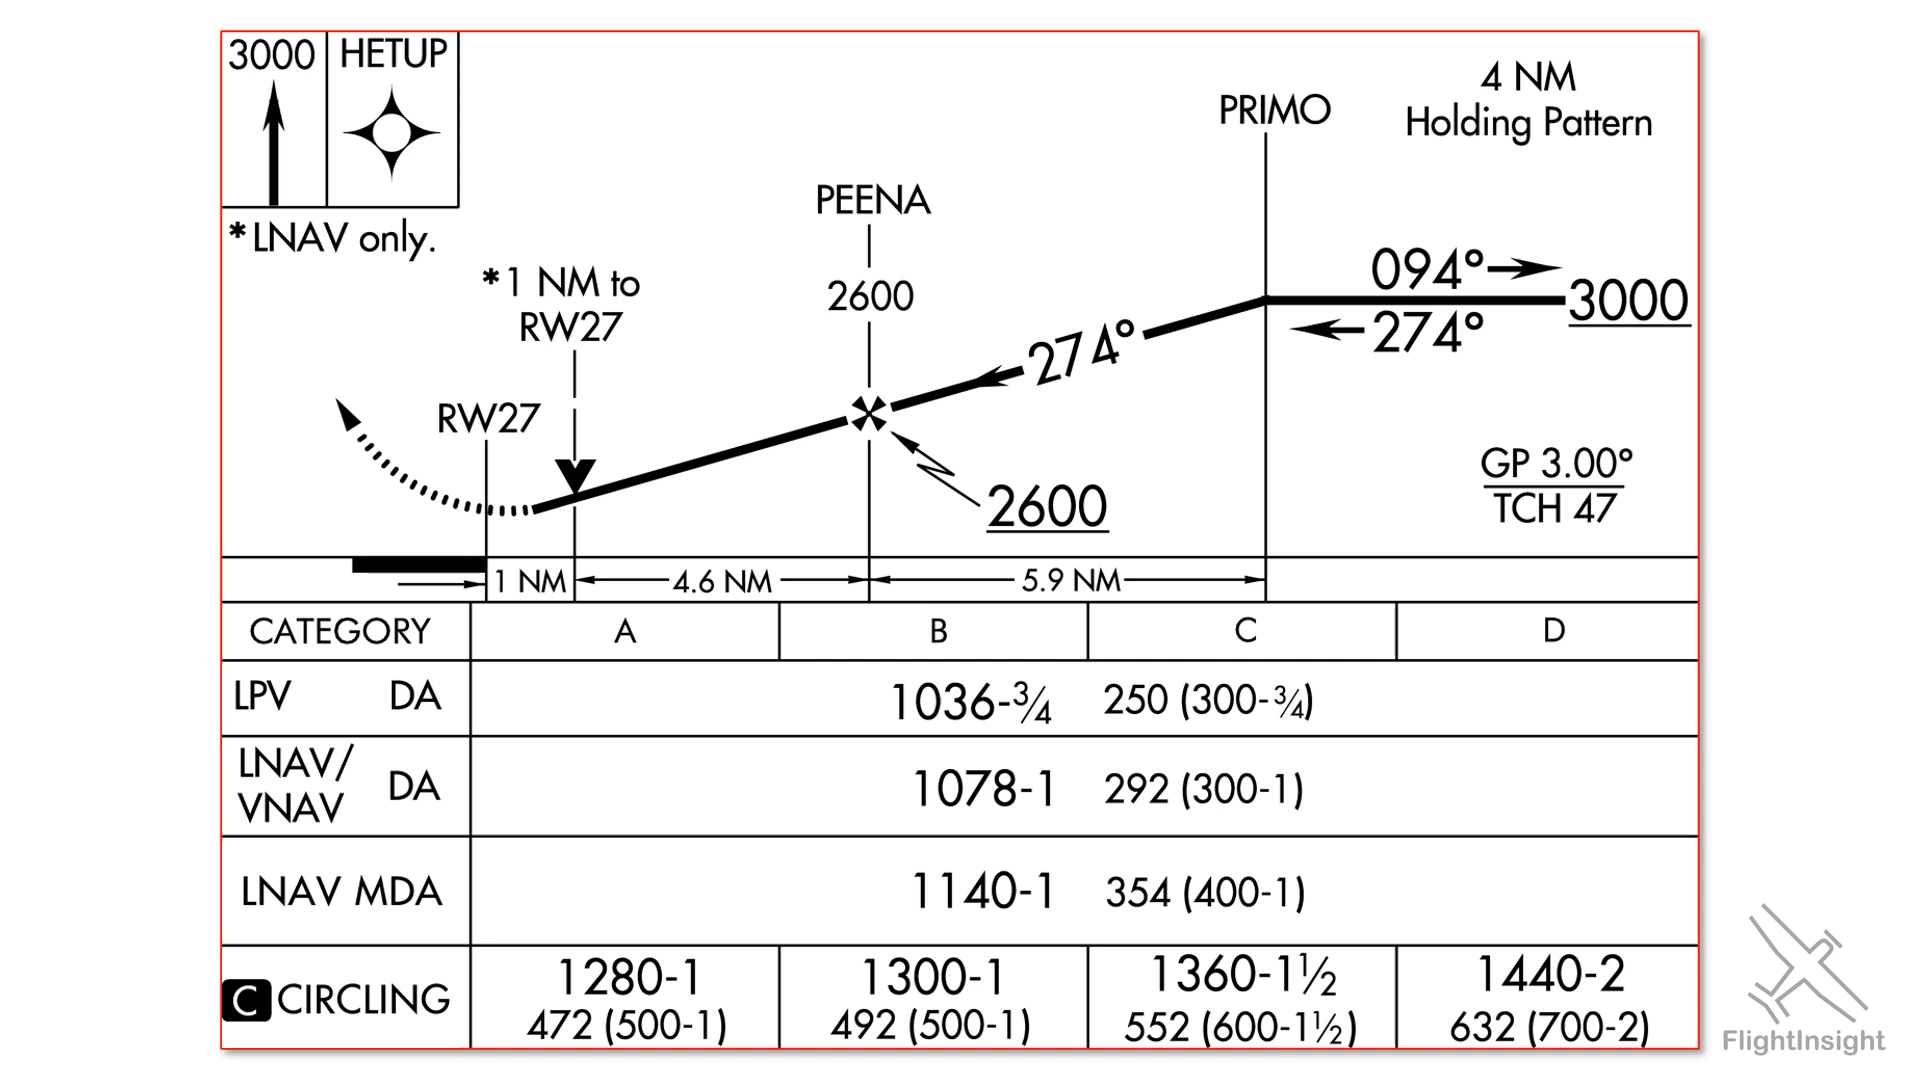 3000 HETUP
4 NM
Holding Pattern
PRIMO
PEENA
*LNAV only.
*1 NM to
RW27
2600
094°
3000
274°
274°
RW27
2600
GP 3.00°
TCH 47
1 NM 4.6 NM 5.9 NM
CATEGORY A B C D
LPV DA 1036-¾ 250 (300-¾)
LNAV/
VNAV DA 1078-1 292 (300-1)
LNAV MDA 1140-1 354 (400-1)
C CIRCLING 1280-1 1300-1 1360-1½ 1440-2
472 (500-1) 492 (500-1) 552 (600-1½) 632 (700-2)
FlightInsight